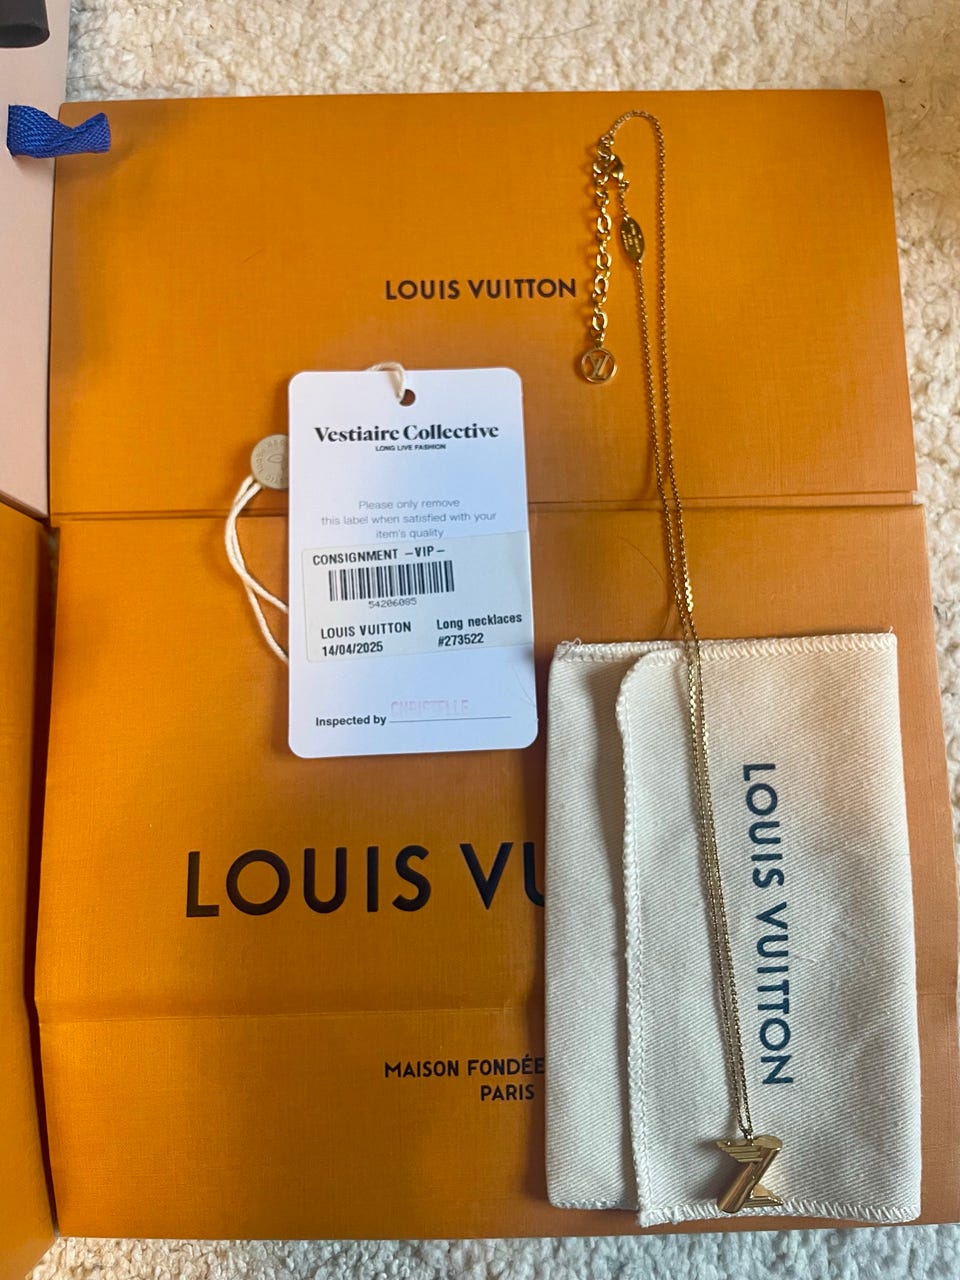 LOUIS VUITTON
Vestiaire Collective
LONG LIVE FASHION
Please only remove
this label when satisfied with your
item's quality
CONSIGNMENT -VIP-
54206085
LOUIS VUITTON Long necklaces
14/04/2025 #273522
CHRISTELLE
Inspected by
LOUIS VU
MAISON FONDÉE
PARIS
LOUIS VUITTON
LV